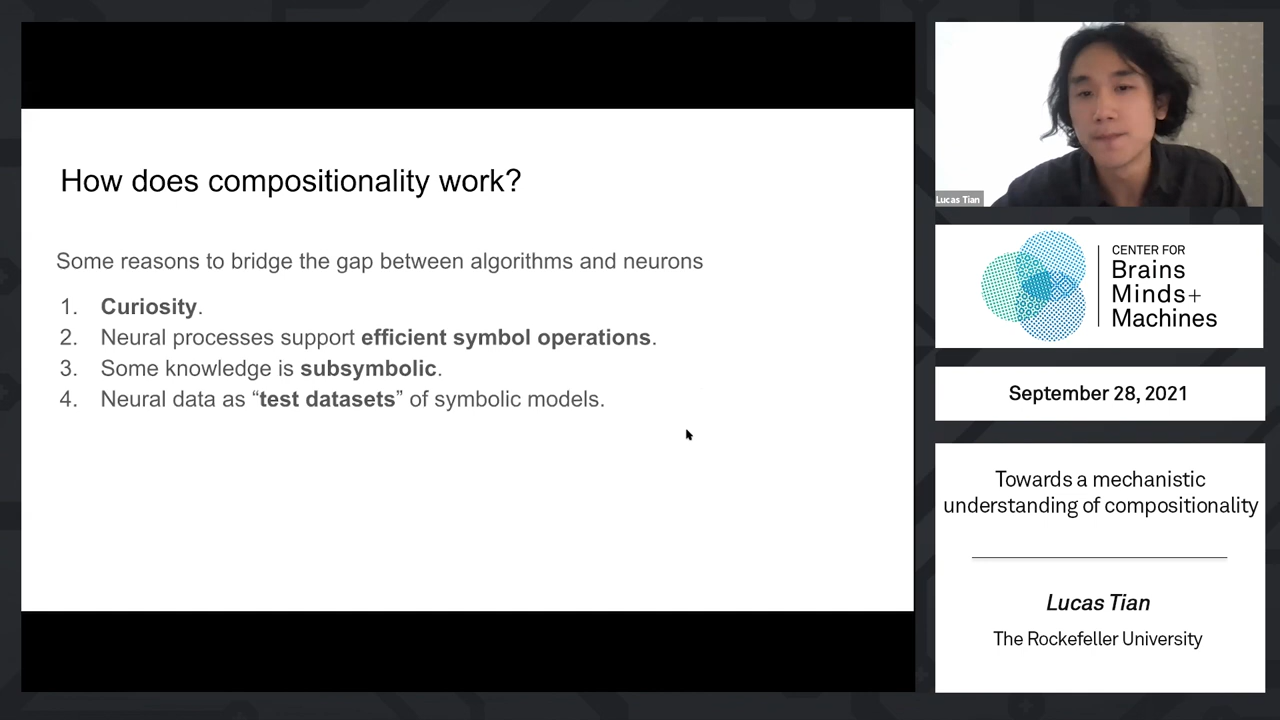 How does compositionality work?
Some reasons to bridge the gap between algorithms and neurons
1. Curiosity.
2. Neural processes support efficient symbol operations.
3. Some knowledge is subsymbolic.
4. Neural data as “test datasets” of symbolic models.
Lucas Tian
CENTER FOR
Brains
Minds+
Machines
September 28, 2021
Towards a mechanistic
understanding of compositionality
Lucas Tian
The Rockefeller University